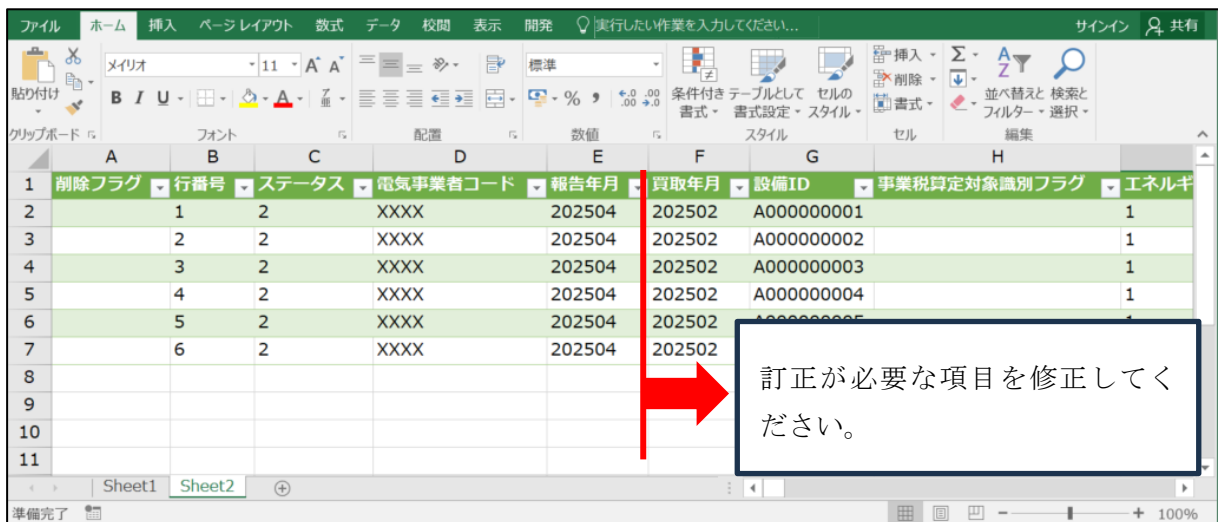 ファイル ホーム 挿入 ページ レイアウト 数式 データ 校閲 表示 開発 実行したい作業を入力してください... サインイン 共有
メイリオ 11 A A 標準 挿入 Σ
貼り付け B I U A % 条件付き書式 テーブルとして書式設定 セルのスタイル 削除 書式 並べ替えとフィルター 検索と選択
クリップボード フォント 配置 数値 スタイル セル 編集
A B C D E F G H
1 削除フラグ 行番号 ステータス 電気事業者コード 報告年月 買取年月 設備ID 事業税算定対象識別フラグ エネルギ
2 1 2 XXXX 202504 202502 A000000001 1
3 2 2 XXXX 202504 202502 A000000002 1
4 3 2 XXXX 202504 202502 A000000003 1
5 4 2 XXXX 202504 202502 A000000004 1
6 5 2 XXXX 202504 202502
7 6 2 XXXX 202504 202502
8
9
10
11
訂正が必要な項目を修正してく
ださい。
Sheet1 Sheet2
準備完了 100%